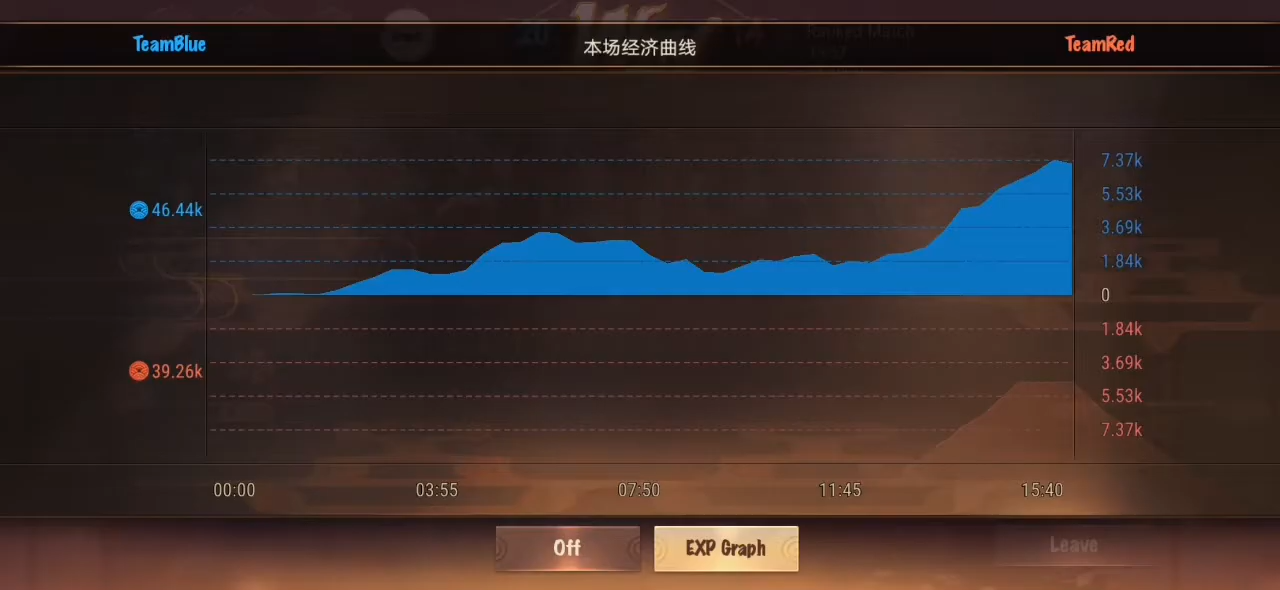 TeamBlue
本场经济曲线
TeamRed
Ranked Match
46.44k
39.26k
7.37k
5.53k
3.69k
1.84k
0
1.84k
3.69k
5.53k
7.37k
00:00
03:55
07:50
11:45
15:40
Off
EXP Graph
Leave